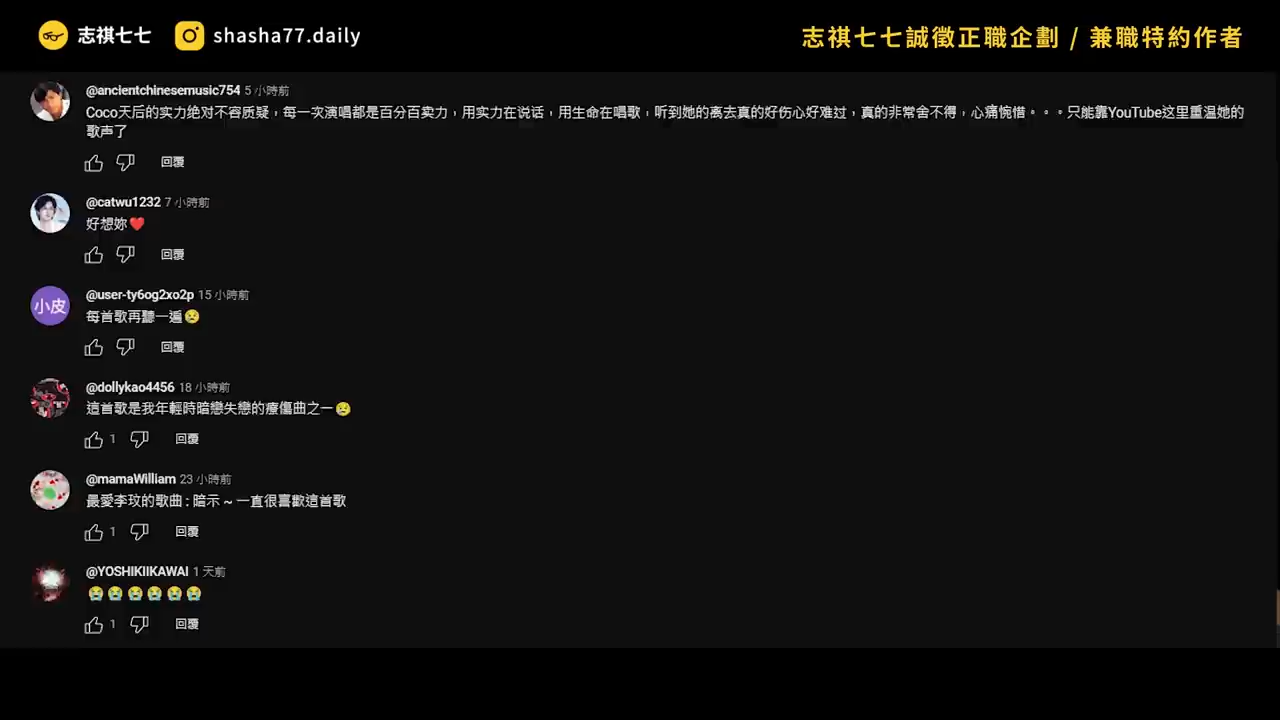 志祺七七 shasha77.daily 志祺七七誠徵正職企劃 / 兼職特約作者
@ancientchinesemusic754 5 小時前
Coco天后的实力绝对不容质疑，每一次演唱都是百分百卖力，用实力在说话，用生命在唱歌，听到她的离去真的好伤心好难过，真的非常舍不得，心痛惋惜。。。只能靠YouTube这里重温她的
歌声了
回覆
@catwu1232 7 小時前
好想妳❤️
回覆
小皮
@user-ty6og2xo2p 15 小時前
每首歌再聽一遍😢
回覆
@dollykao4456 18 小時前
這首歌是我年輕時暗戀失戀的療傷曲之一😢
1 回覆
@mamaWilliam 23 小時前
最愛李玟的歌曲 : 暗示 ~ 一直很喜歡這首歌
1 回覆
@YOSHIKIIKAWAI 1 天前
😭😭😭😭😭😭
1 回覆